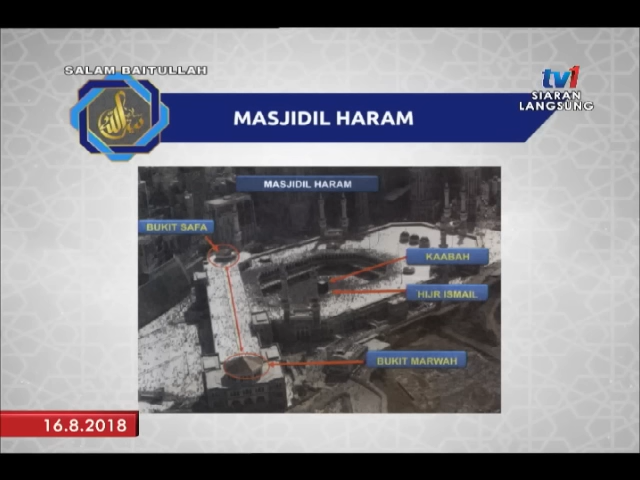 SALAM BAITULLAH
tv1
SIARAN
LANGSUNG
MASJIDIL HARAM
MASJIDIL HARAM
BUKIT SAFA
KAABAH
HIJR ISMAIL
BUKIT MARWAH
16.8.2018